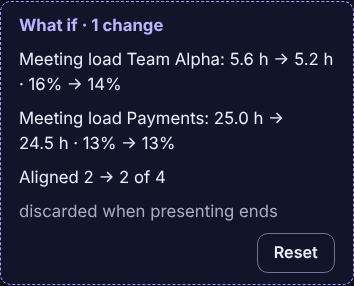 What if · 1 change
Meeting load Team Alpha: 5.6 h → 5.2 h
· 16% → 14%
Meeting load Payments: 25.0 h →
24.5 h · 13% → 13%
Aligned 2 → 2 of 4
discarded when presenting ends
Reset